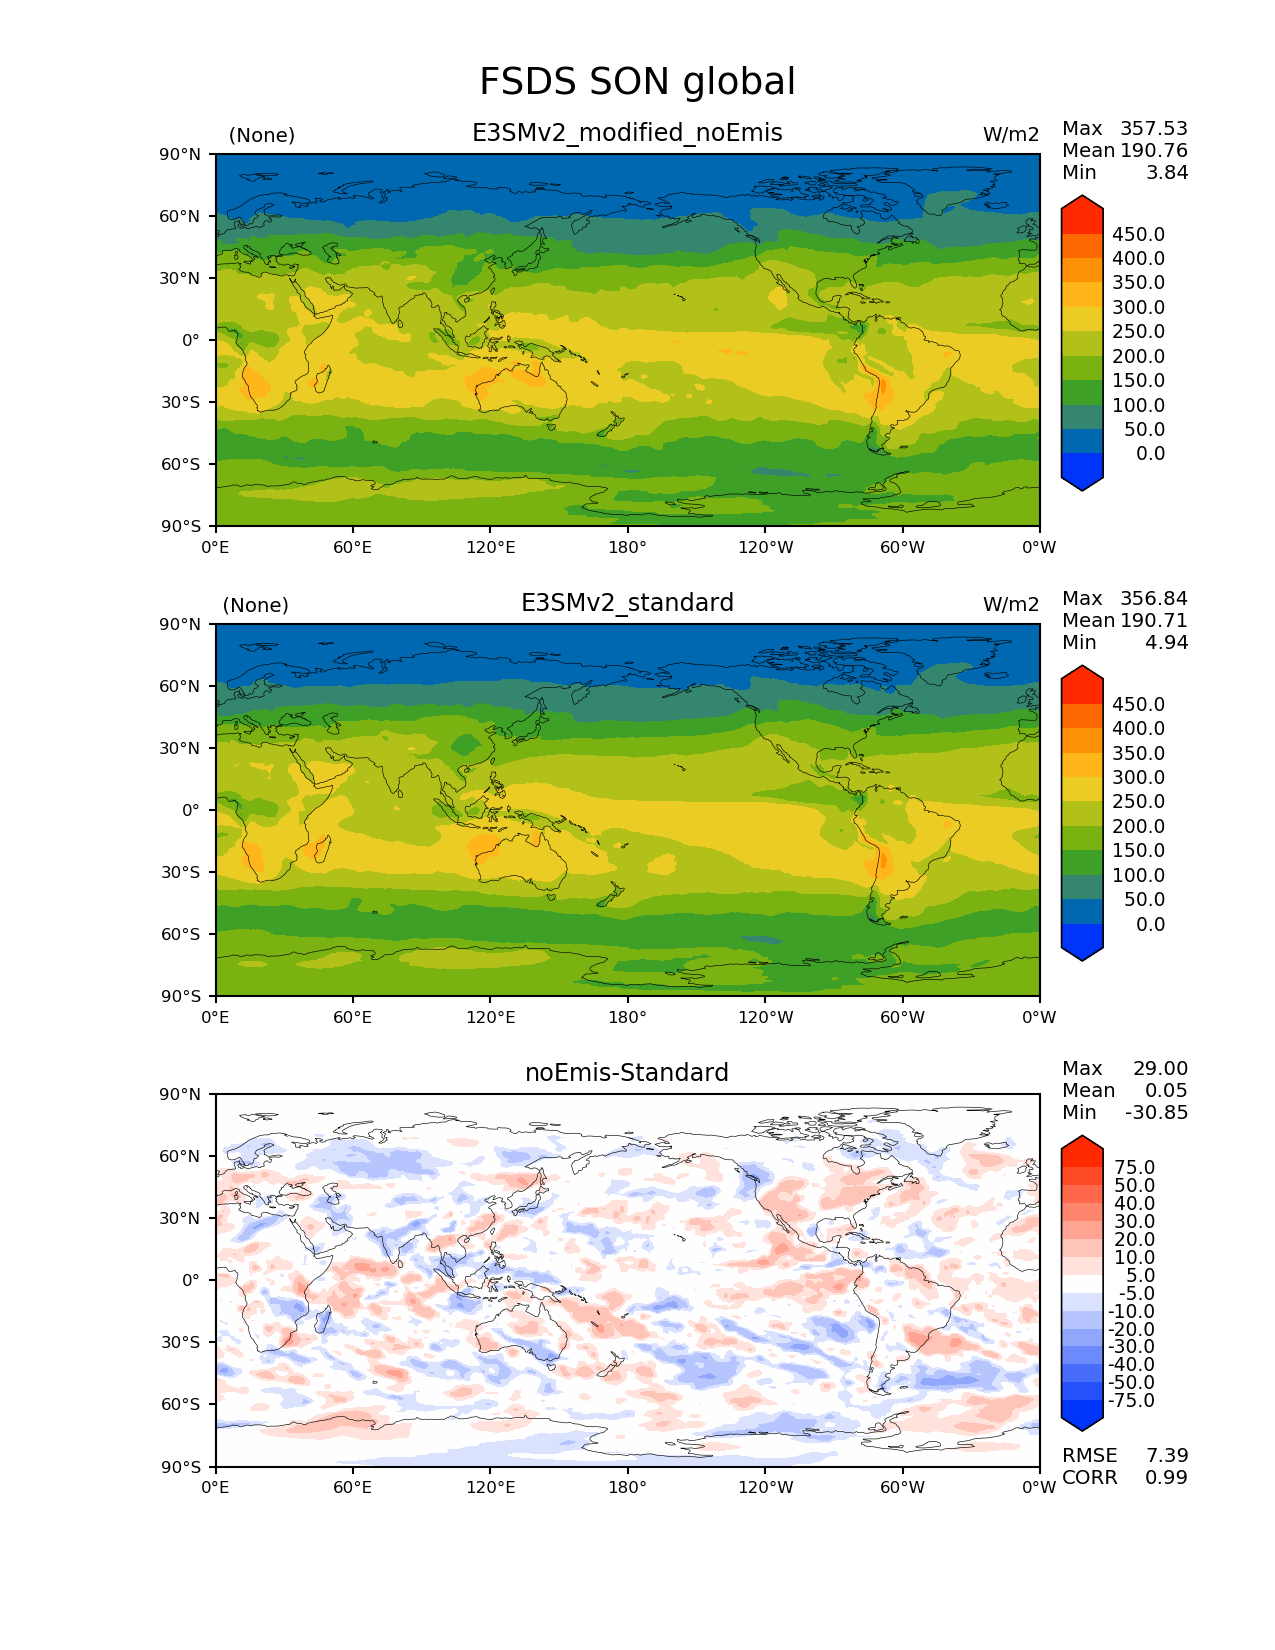 FSDS SON global
(None) E3SMv2_modified_noEmis W/m2
Max 357.53
Mean 190.76
Min 3.84
90°N
60°N
30°N
0°
30°S
60°S
90°S
0°E 60°E 120°E 180° 120°W 60°W 0°W
450.0
400.0
350.0
300.0
250.0
200.0
150.0
100.0
50.0
0.0
(None) E3SMv2_standard W/m2
Max 356.84
Mean 190.71
Min 4.94
90°N
60°N
30°N
0°
30°S
60°S
90°S
0°E 60°E 120°E 180° 120°W 60°W 0°W
450.0
400.0
350.0
300.0
250.0
200.0
150.0
100.0
50.0
0.0
noEmis-Standard
Max 29.00
Mean 0.05
Min -30.85
90°N
60°N
30°N
0°
30°S
60°S
90°S
0°E 60°E 120°E 180° 120°W 60°W 0°W
75.0
50.0
40.0
30.0
20.0
10.0
5.0
-5.0
-10.0
-20.0
-30.0
-40.0
-50.0
-75.0
RMSE 7.39
CORR 0.99